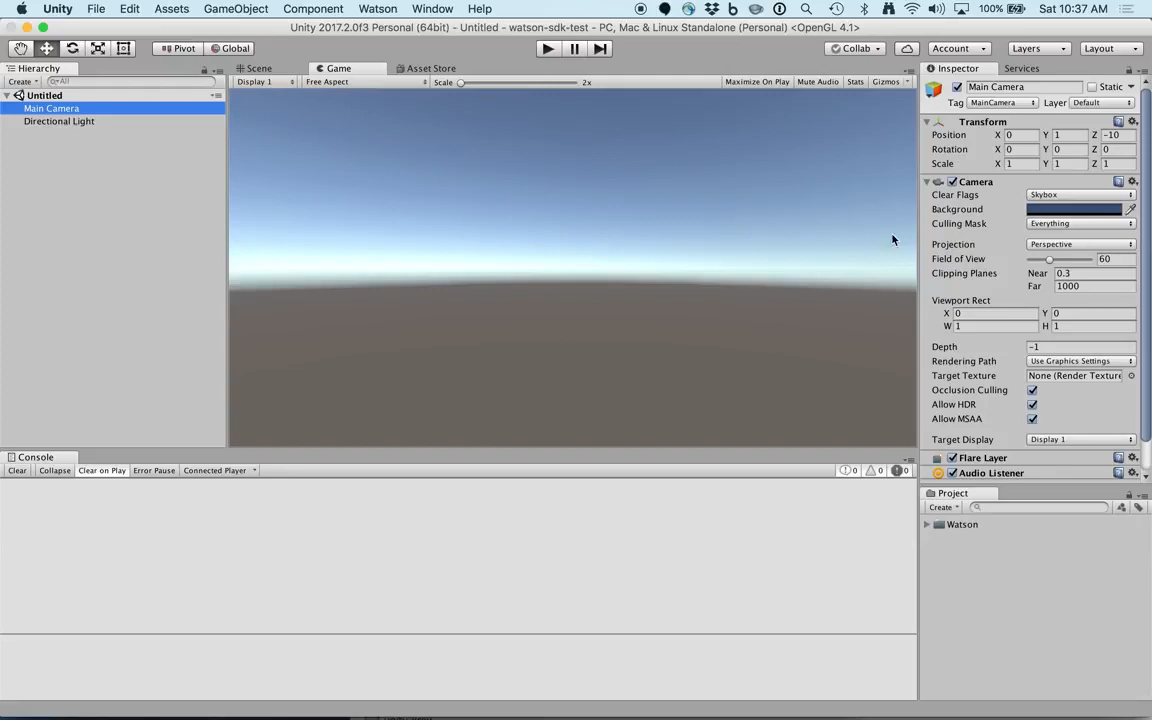 Unity File Edit Assets GameObject Component Watson Window Help 100% Sat 10:37 AM
Unity 2017.2.0f3 Personal (64bit) - Untitled - watson-sdk-test - PC, Mac & Linux Standalone (Personal) <OpenGL 4.1>
Pivot Global Collab Account Layers Layout
Hierarchy Scene Game Asset Store Inspector Services
Create All Display 1 Free Aspect Scale 2x Maximize On Play Mute Audio Stats Gizmos
Untitled
Main Camera
Directional Light
Main Camera Static
Tag MainCamera Layer Default
Transform
Position X 0 Y 1 Z -10
Rotation X 0 Y 0 Z 0
Scale X 1 Y 1 Z 1
Camera
Clear Flags Skybox
Background
Culling Mask Everything
Projection Perspective
Field of View 60
Clipping Planes Near 0.3
Far 1000
Viewport Rect
X 0 Y 0
W 1 H 1
Depth -1
Rendering Path Use Graphics Settings
Target Texture None (Render Texture
Occlusion Culling
Allow HDR
Allow MSAA
Target Display Display 1
Flare Layer
Audio Listener
Console
Clear Collapse Clear on Play Error Pause Connected Player 0 0 0
Project
Create
Watson